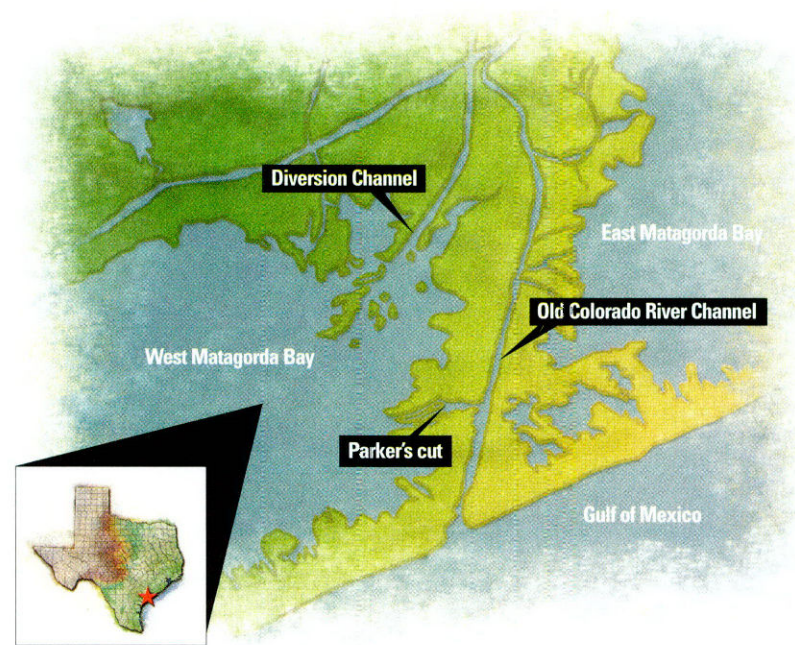 Diversion Channel
East Matagorda Bay
Old Colorado River Channel
West Matagorda Bay
Parker's cut
Gulf of Mexico